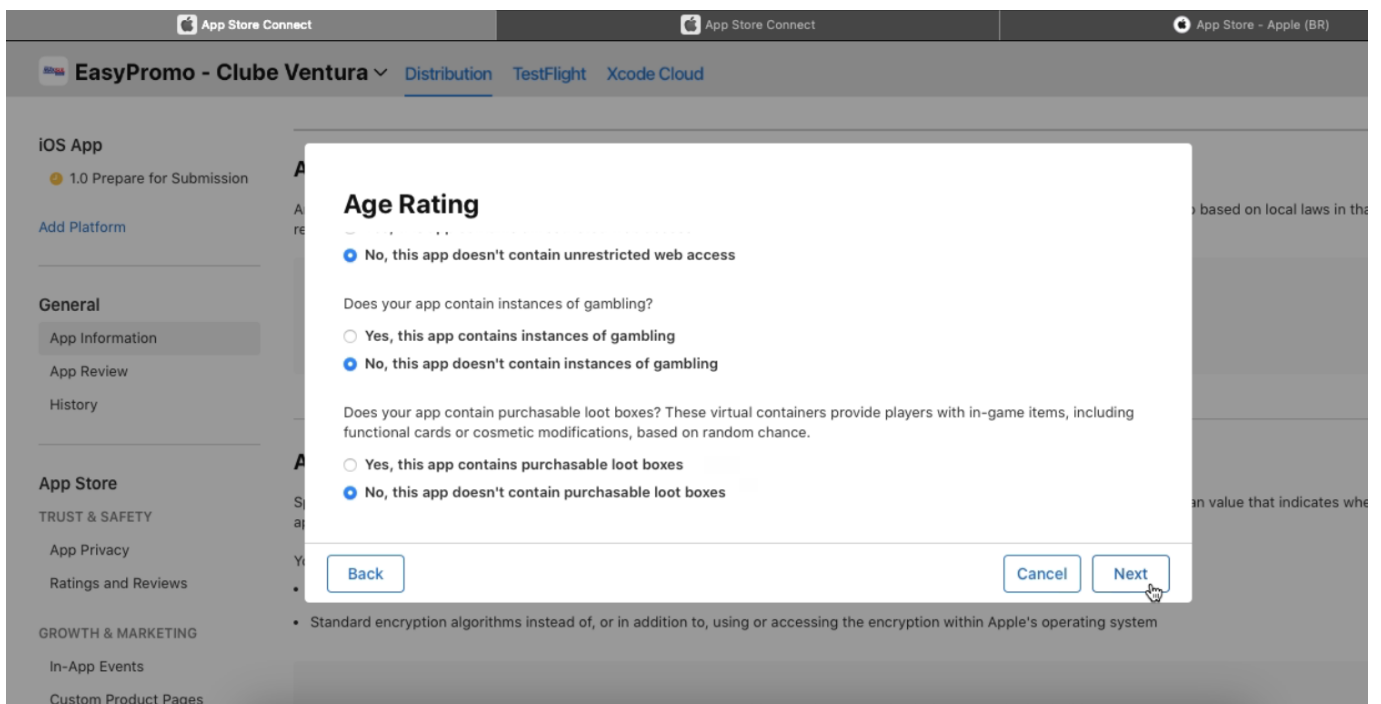 App Store Connect
App Store Connect
App Store - Apple (BR)
EasyPromo - Clube Ventura
Distribution
TestFlight
Xcode Cloud
iOS App
1.0 Prepare for Submission
Add Platform
General
App Information
App Review
History
App Store
TRUST & SAFETY
App Privacy
Ratings and Reviews
GROWTH & MARKETING
In-App Events
Custom Product Pages
based on local laws in
Age Rating
No, this app doesn't contain unrestricted web access
Does your app contain instances of gambling?
Yes, this app contains instances of gambling
No, this app doesn't contain instances of gambling
Does your app contain purchasable loot boxes? These virtual containers provide players with in-game items, including
functional cards or cosmetic modifications, based on random chance.
Yes, this app contains purchasable loot boxes
No, this app doesn't contain purchasable loot boxes
Back
Cancel
Next
value that indicates
• Standard encryption algorithms instead of, or in addition to, using or accessing the encryption within Apple's operating system